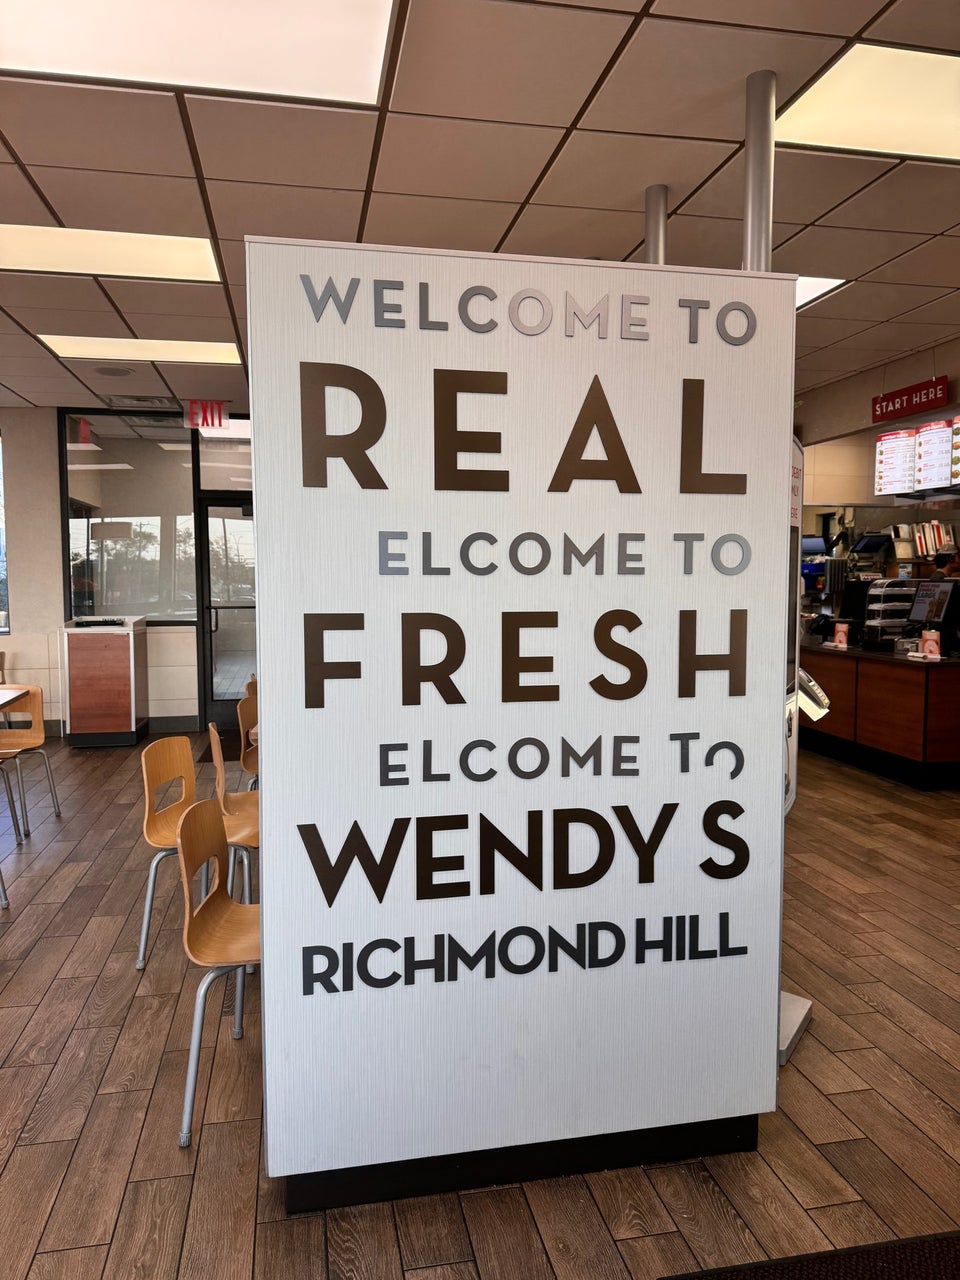 WELCOME TO
REAL
ELCOME TO
FRESH
ELCOME TO
WENDY S
RICHMOND HILL
EXIT
START HERE